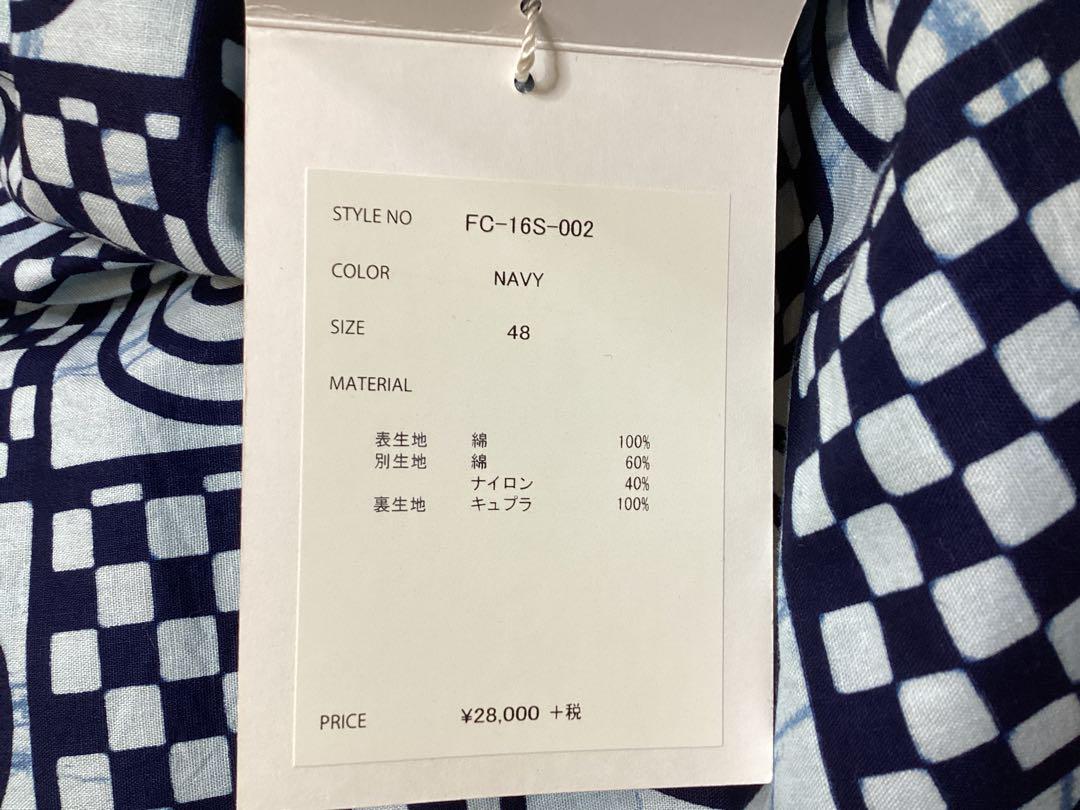 STYLE NO FC-16S-002
COLOR NAVY
SIZE 48
MATERIAL
表生地 綿 100%
別生地 綿 60%
ナイロン 40%
裏生地 キュプラ 100%
PRICE ¥28,000 +税